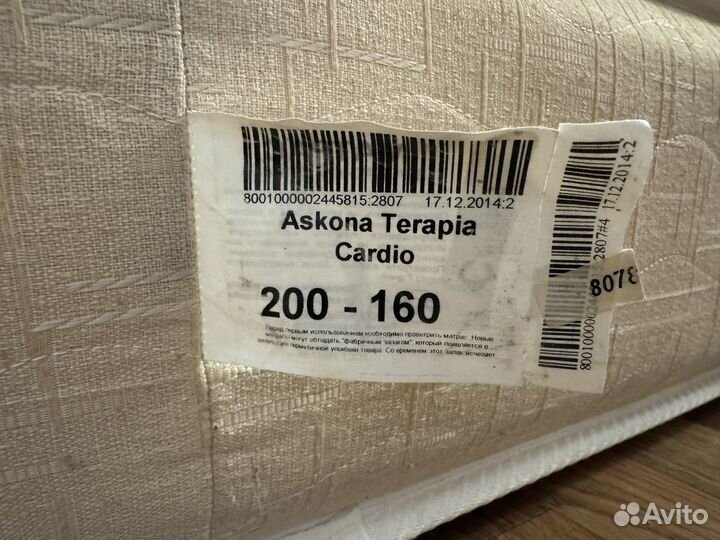 8001000002445815:2807 17.12.2014:2
Askona Terapia
Cardio
200 - 160
Перед первым использованием необходимо проветрить матрас. Новые
матрасы могут обладать "фабричным запахом", который появляется в
герметичной упаковки товара. Со временем этот запах исчезает
2807#4 17.12.2014:2
8078
Avito